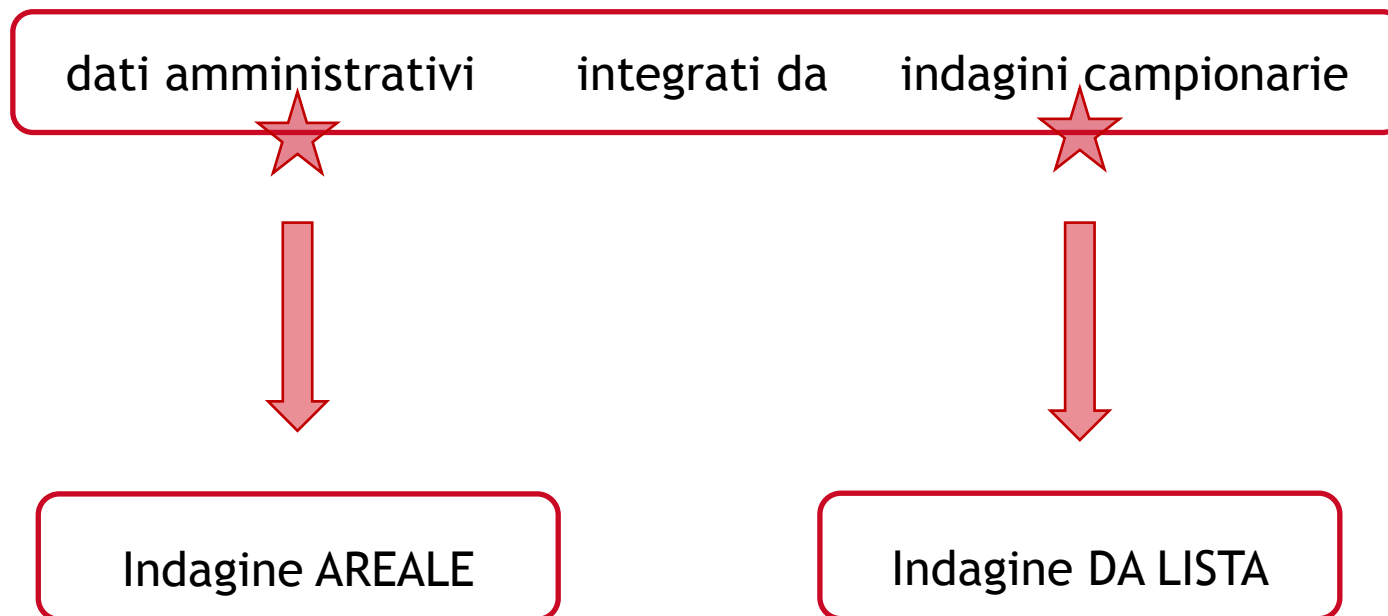 dati amministrativi integrati da indagini campionarie
Indagine AREALE
Indagine DA LISTA